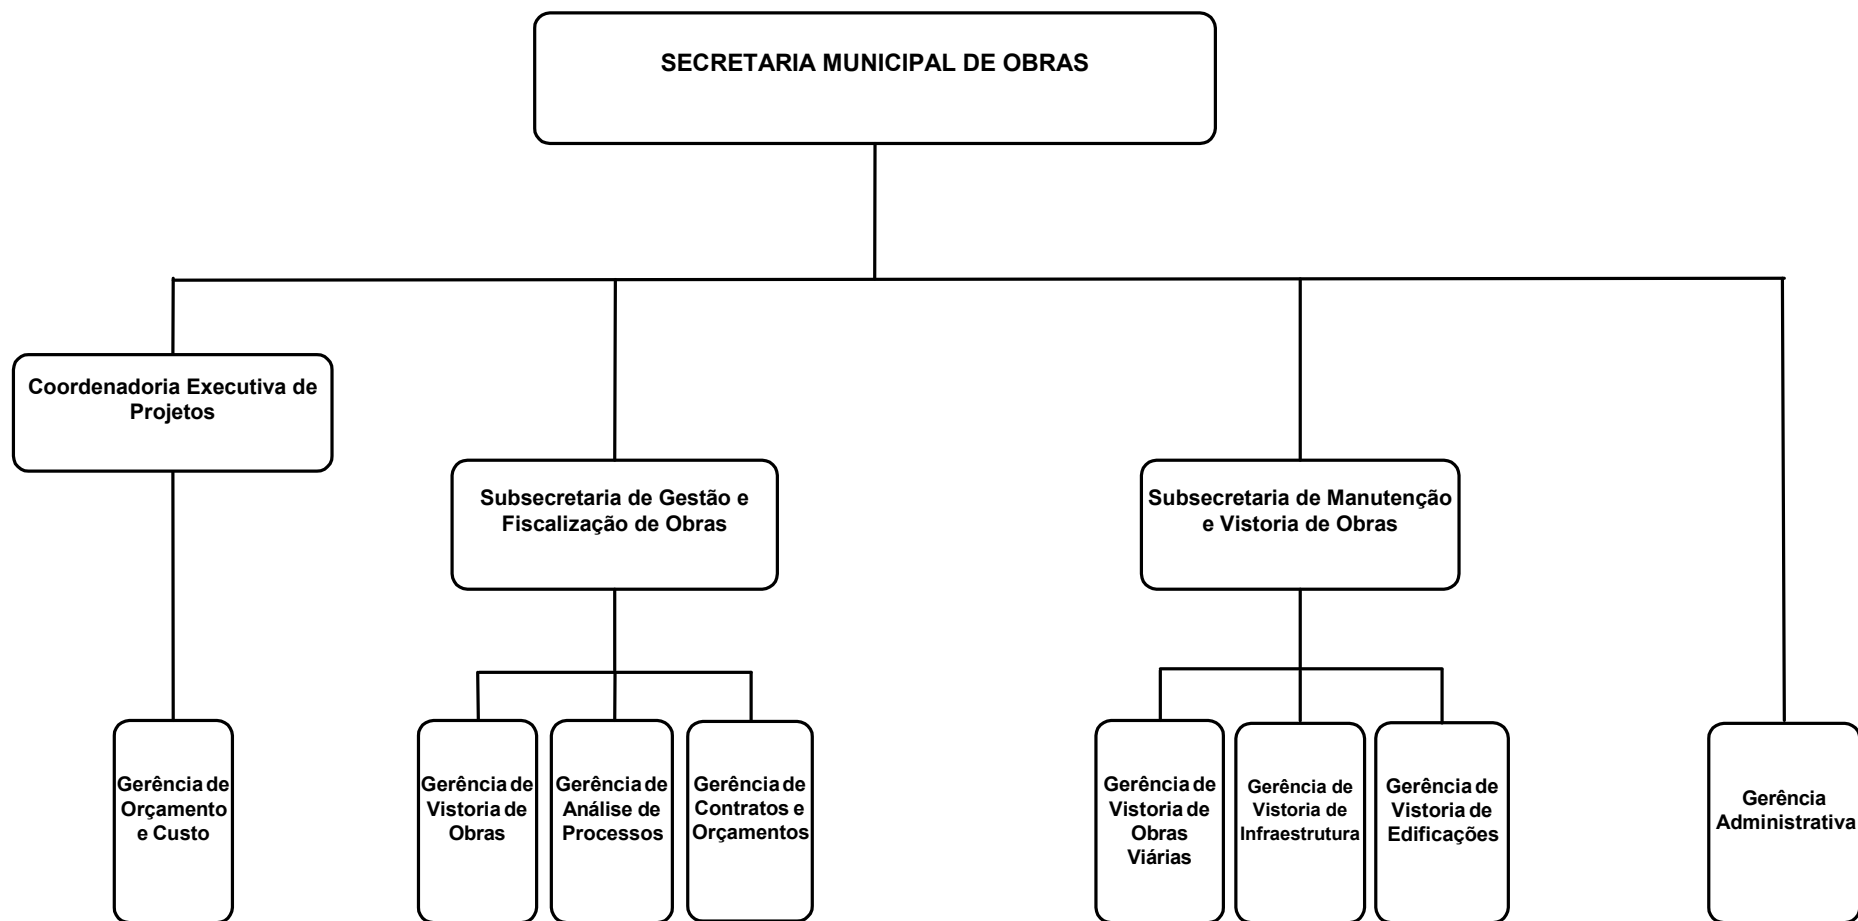 SECRETARIA MUNICIPAL DE OBRAS
Coordenadoria Executiva de
Projetos
Subsecretaria de Gestão e
Fiscalização de Obras
Subsecretaria de Manutenção
e Vistoria de Obras
Gerência de
Orçamento
e Custo
Gerência de
Vistoria de
Obras
Gerência de
Análise de
Processos
Gerência de
Contratos e
Orçamentos
Gerência de
Vistoria de
Obras
Viárias
Gerência de
Vistoria de
Infraestrutura
Gerência de
Vistoria de
Edificações
Gerência
Administrativa